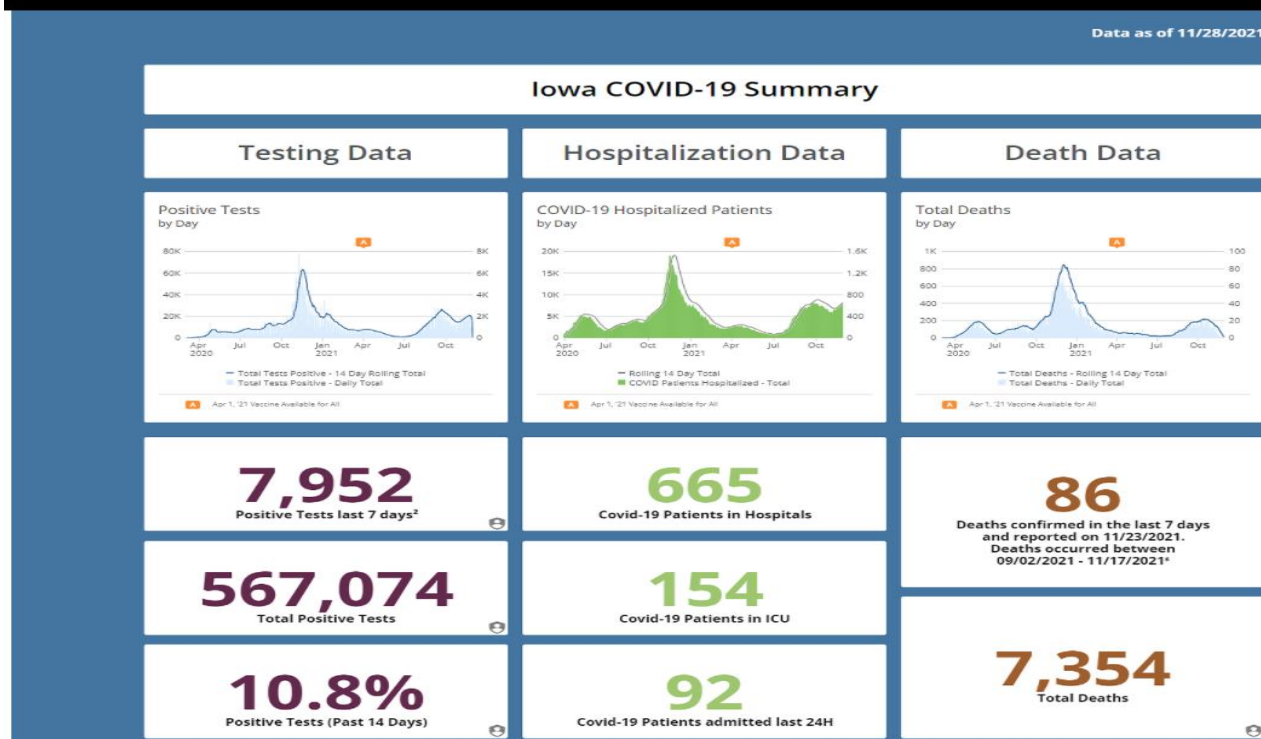 Data as of 11/28/2021
Iowa COVID-19 Summary
Testing Data
Hospitalization Data
Death Data
Positive Tests
by Day
A
80K
60K
40K
20K
0
8K
6K
4K
2K
0
Apr
2020
Jul
Oct
Jan
2021
Apr
Jul
Oct
Total Tests Positive - 14 Day Rolling Total
Total Tests Positive - Daily Total
A Apr 1, '21 Vaccine Available for All
COVID-19 Hospitalized Patients
by Day
A
20K
15K
10K
5K
0
1.6K
1.2K
800
400
0
Apr
2020
Jul
Oct
Jan
2021
Apr
Jul
Oct
Rolling 14 Day Total
COVID Patients Hospitalized - Total
A Apr 1, '21 Vaccine Available for All
Total Deaths
by Day
A
1K
800
600
400
200
0
100
80
60
40
20
0
Apr
2020
Jul
Oct
Jan
2021
Apr
Jul
Oct
Total Deaths - Rolling 14 Day Total
Total Deaths - Daily Total
A Apr 1, '21 Vaccine Available for All
7,952
Positive Tests last 7 days²
567,074
Total Positive Tests
10.8%
Positive Tests (Past 14 Days)
665
Covid-19 Patients in Hospitals
154
Covid-19 Patients in ICU
92
Covid-19 Patients admitted last 24H
86
Deaths confirmed in the last 7 days
and reported on 11/23/2021.
Deaths occurred between
09/02/2021 - 11/17/2021⁴
7,354
Total Deaths